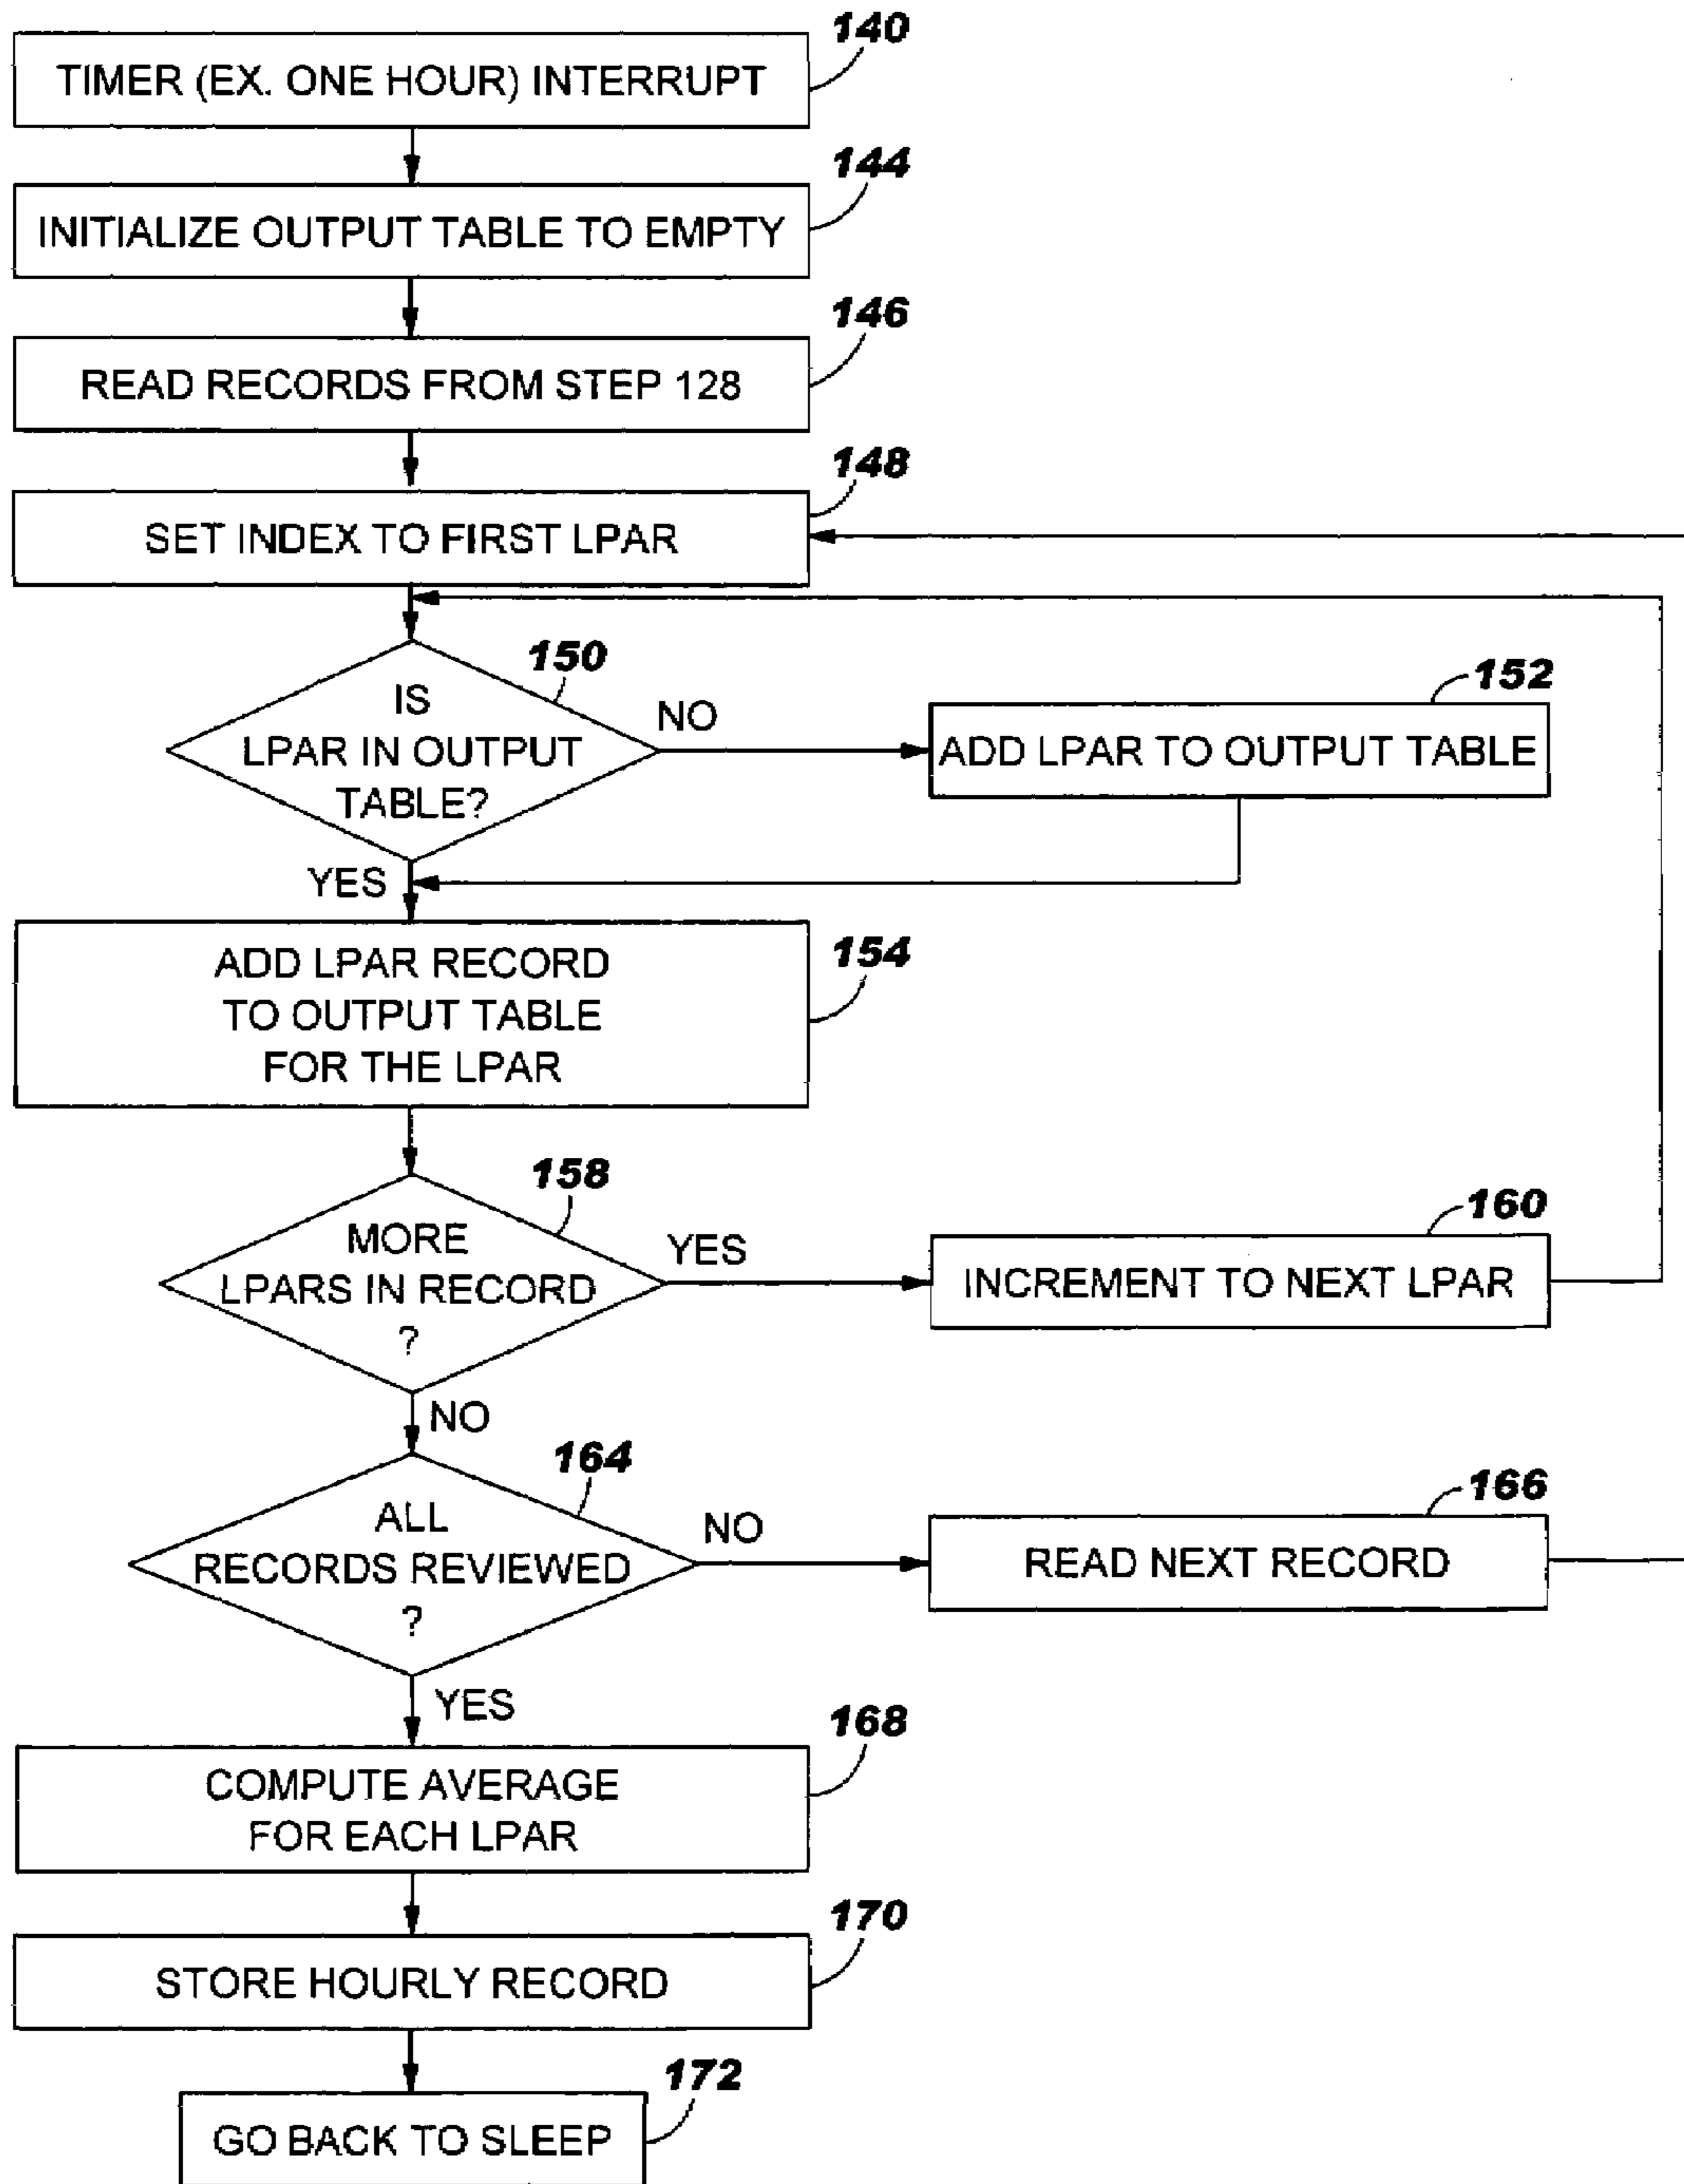 140
TIMER (EX. ONE HOUR) INTERRUPT
144
INITIALIZE OUTPUT TABLE TO EMPTY
146
READ RECORDS FROM STEP 128
148
SET INDEX TO FIRST LPAR
150
IS
LPAR IN OUTPUT
TABLE?
NO
152
ADD LPAR TO OUTPUT TABLE
YES
154
ADD LPAR RECORD
TO OUTPUT TABLE
FOR THE LPAR
158
MORE
LPARS IN RECORD
?
YES
160
INCREMENT TO NEXT LPAR
NO
164
ALL
RECORDS REVIEWED
?
NO
166
READ NEXT RECORD
YES
168
COMPUTE AVERAGE
FOR EACH LPAR
170
STORE HOURLY RECORD
172
GO BACK TO SLEEP